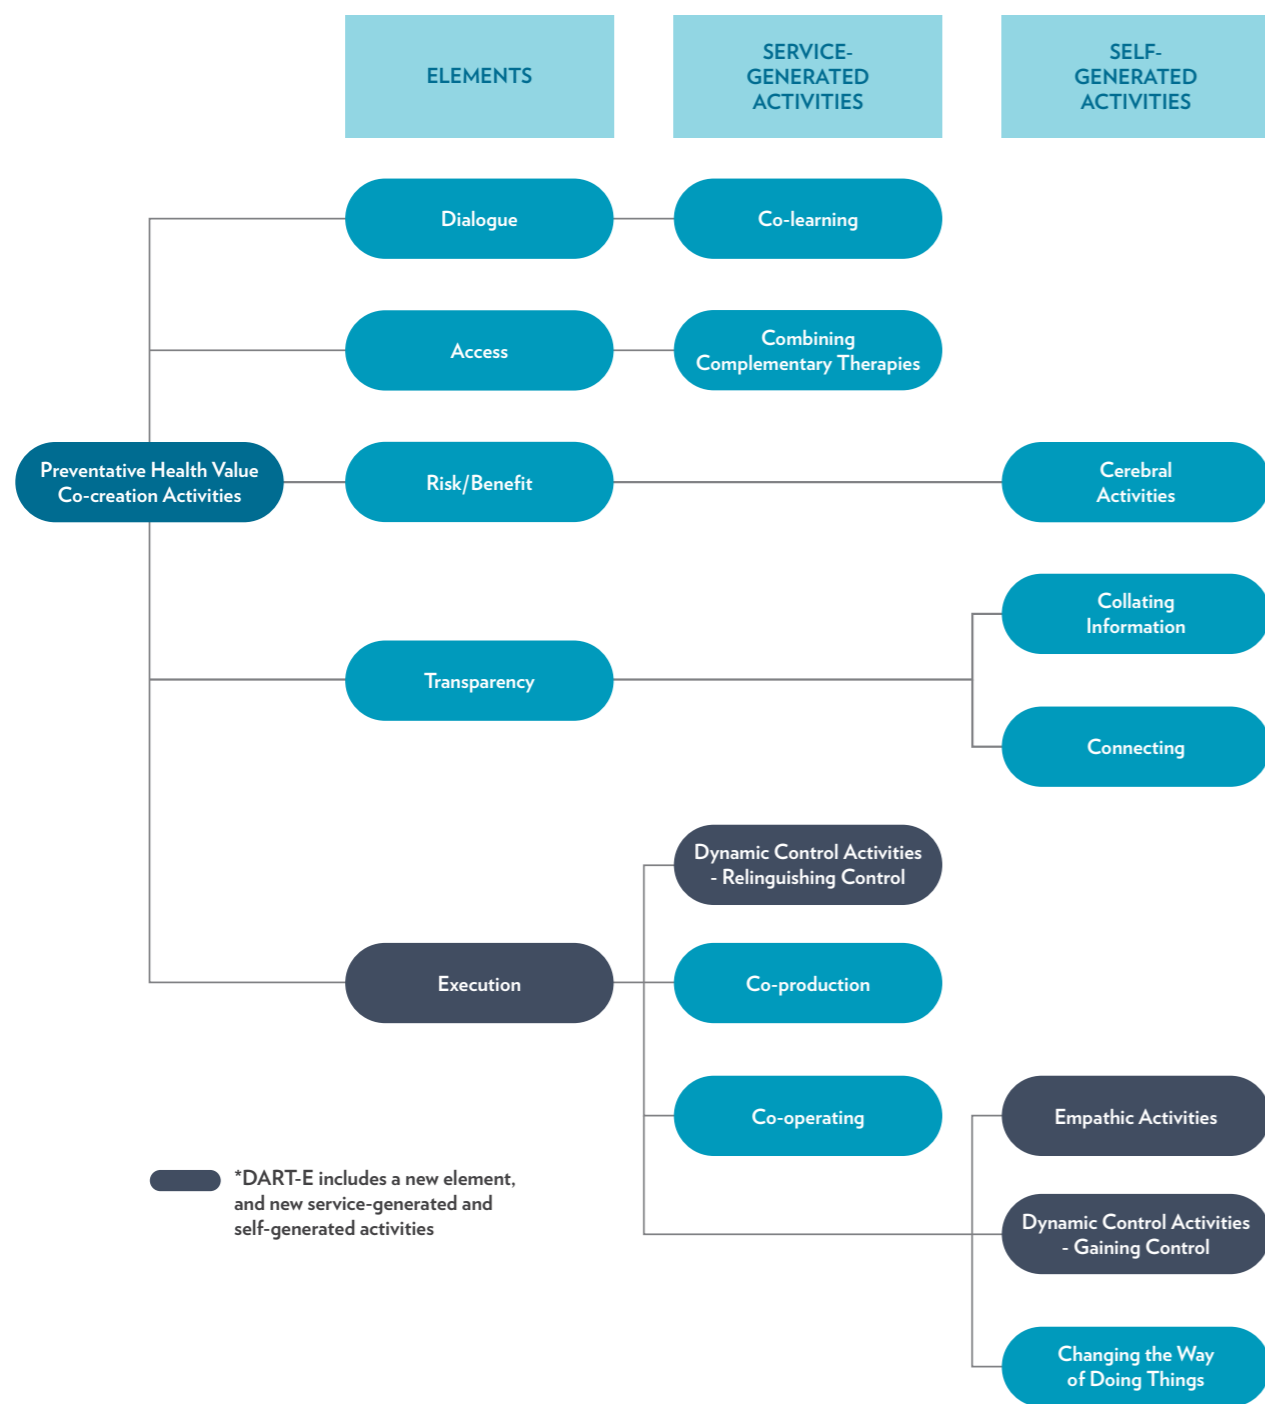 ELEMENTS
SERVICE-
GENERATED
ACTIVITIES
SELF-
GENERATED
ACTIVITIES
Dialogue
Co-learning
Access
Combining
Complementary Therapies
Preventative Health Value
Co-creation Activities
Risk/Benefit
Cerebral
Activities
Collating
Information
Transparency
Connecting
Dynamic Control Activities
- Relinquishing Control
Execution
Co-production
Co-operating
Empathic Activities
*DART-E includes a new element,
and new service-generated and
self-generated activities
Dynamic Control Activities
- Gaining Control
Changing the Way
of Doing Things